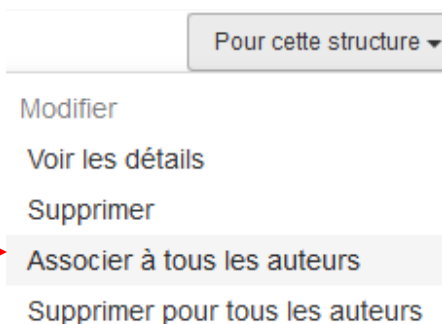 Pour cette structure
Modifier
Voir les détails
Supprimer
Associer à tous les auteurs
Supprimer pour tous les auteurs